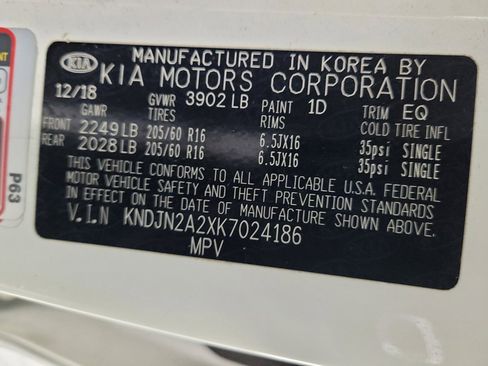 MANUFACTURED IN KOREA BY
KIA KIA MOTORS CORPORATION
12/18 GVWR 3902 LB PAINT 1D TRIM EQ
GAWR RIMS COLD TIRE INFL
FRONT 2249 LB 205/60 R16 6.5JX16 35psi SINGLE
REAR 2028 LB 205/60 R16 6.5JX16 35psi SINGLE
THIS VEHICLE CONFORMS TO ALL APPLICABLE U.S.A. FEDERAL
MOTOR VEHICLE SAFETY AND THEFT PREVENTION STANDARDS
IN EFFECT ON THE DATE OF MANUFACTURE SHOWN ABOVE.
V.I.N KNDJN2A2XK7024186
MPV
P63